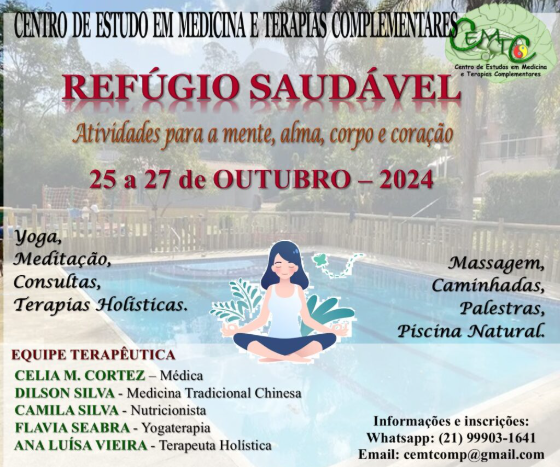 CENTRO DE ESTUDO EM MEDICINA E TERAPIAS COMPLEMENTARES
CEMTC
Centro de Estudos em Medicina
e Terapias Complementares
REFÚGIO SAUDÁVEL
Atividades para a mente, alma, corpo e coração
25 a 27 de OUTUBRO – 2024
Yoga,
Meditação,
Consultas,
Terapias Holísticas.
Massagem,
Caminhadas,
Palestras,
Piscina Natural.
EQUIPE TERAPÊUTICA
CELIA M. CORTEZ – Médica
DILSON SILVA - Medicina Tradicional Chinesa
CAMILA SILVA - Nutricionista
FLAVIA SEABRA - Yogaterapia
ANA LUÍSA VIEIRA - Terapeuta Holística
Informações e inscrições:
Whatsapp: (21) 99903-1641
Email: cemtcomp@gmail.com